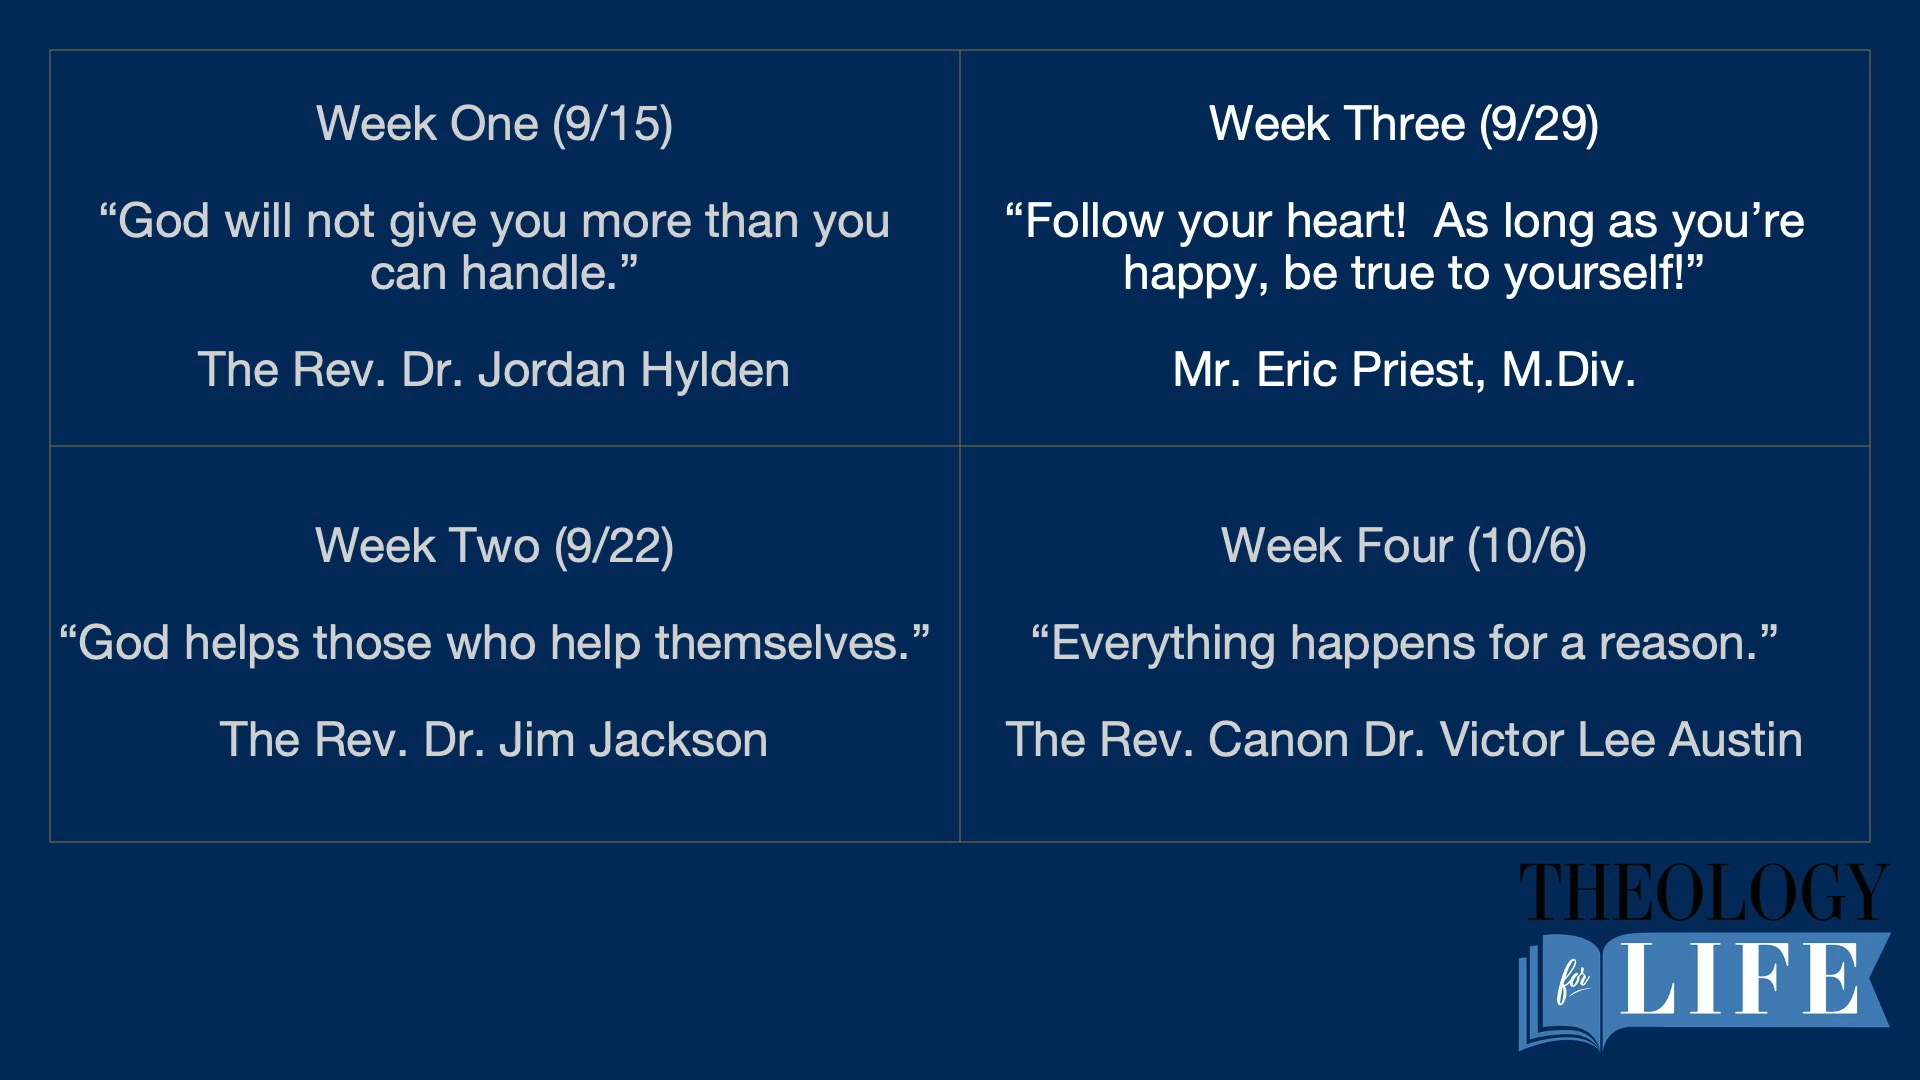 Week One (9/15)
“God will not give you more than you
can handle.”
The Rev. Dr. Jordan Hylden
Week Three (9/29)
“Follow your heart!  As long as you’re
happy, be true to yourself!”
Mr. Eric Priest, M.Div.
Week Two (9/22)
“God helps those who help themselves.”
The Rev. Dr. Jim Jackson
Week Four (10/6)
“Everything happens for a reason.”
The Rev. Canon Dr. Victor Lee Austin
THEOLOGY
for LIFE